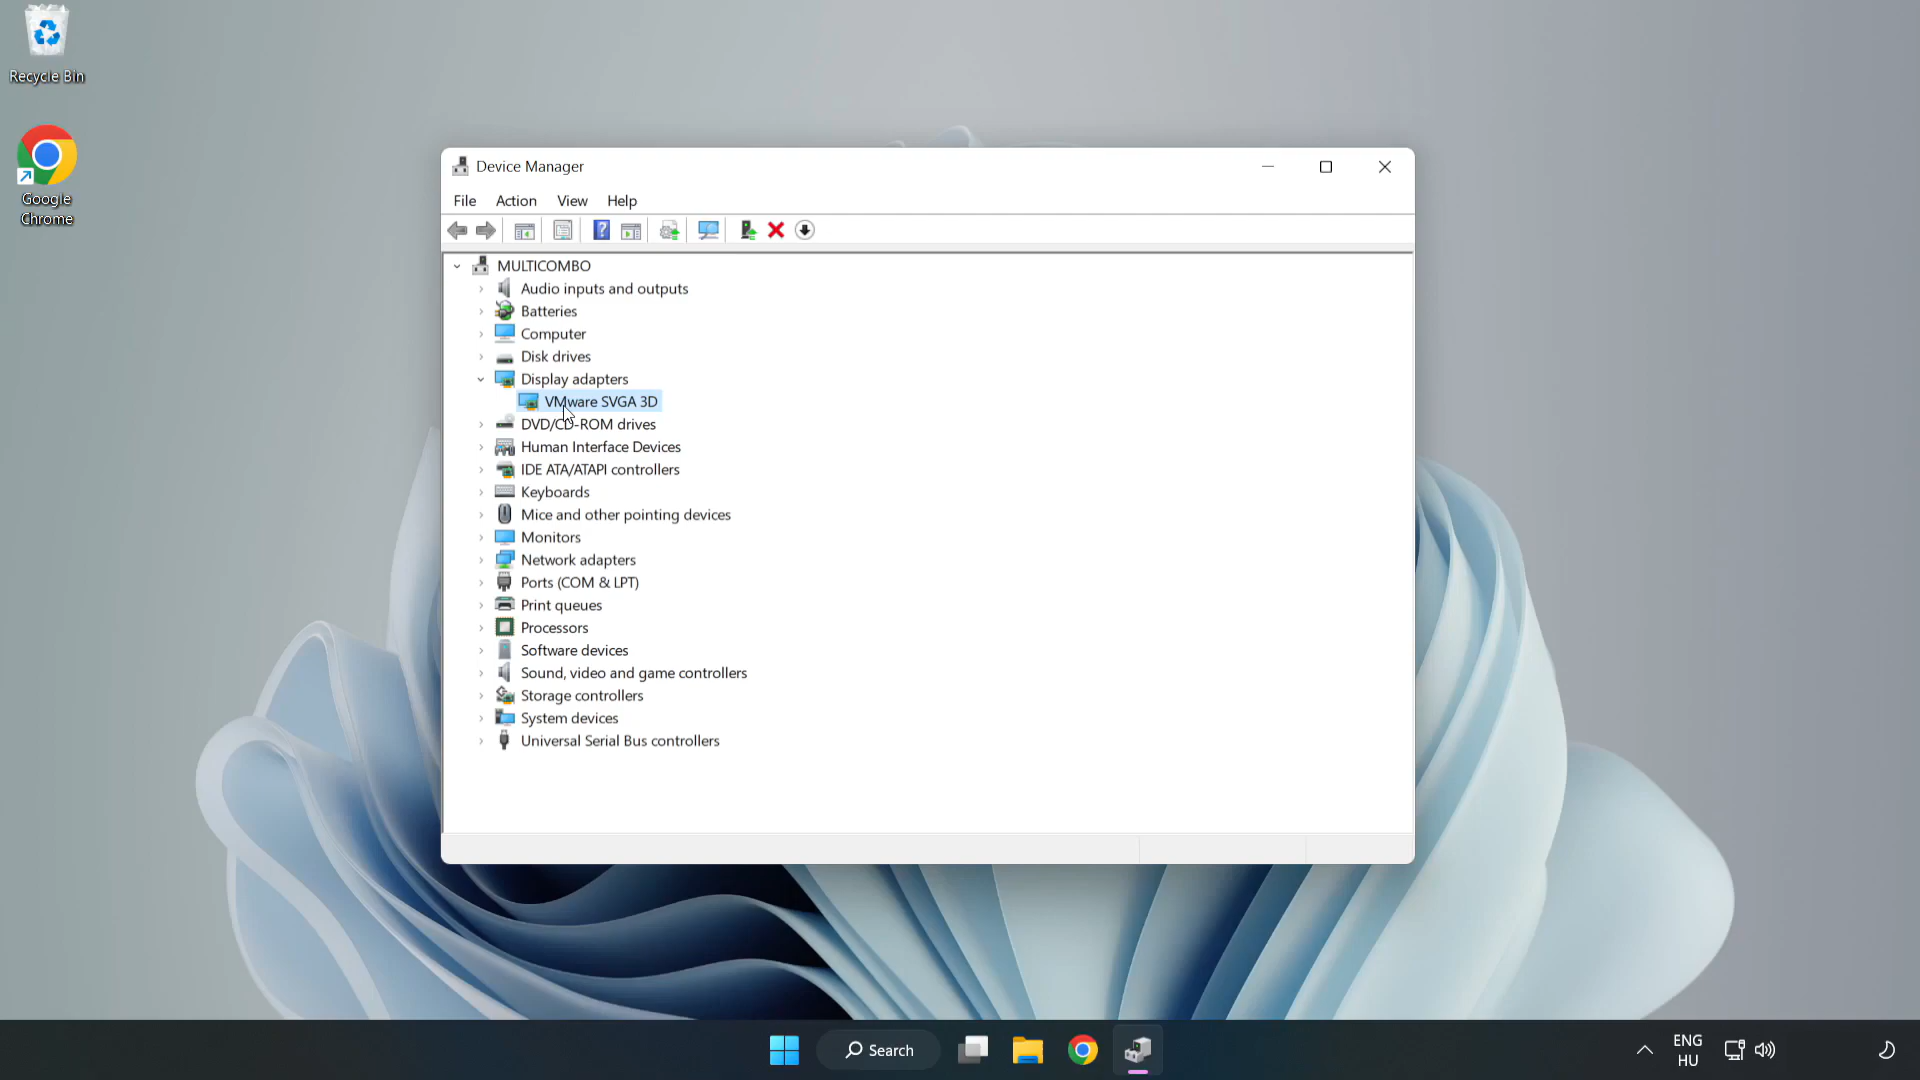 Recycle Bin
Google
Chrome
Device Manager
File Action View Help
MULTICOMBO
Audio inputs and outputs
Batteries
Computer
Disk drives
Display adapters
VMware SVGA 3D
DVD/CD-ROM drives
Human Interface Devices
IDE ATA/ATAPI controllers
Keyboards
Mice and other pointing devices
Monitors
Network adapters
Ports (COM & LPT)
Print queues
Processors
Software devices
Sound, video and game controllers
Storage controllers
System devices
Universal Serial Bus controllers
Search
ENG
HU